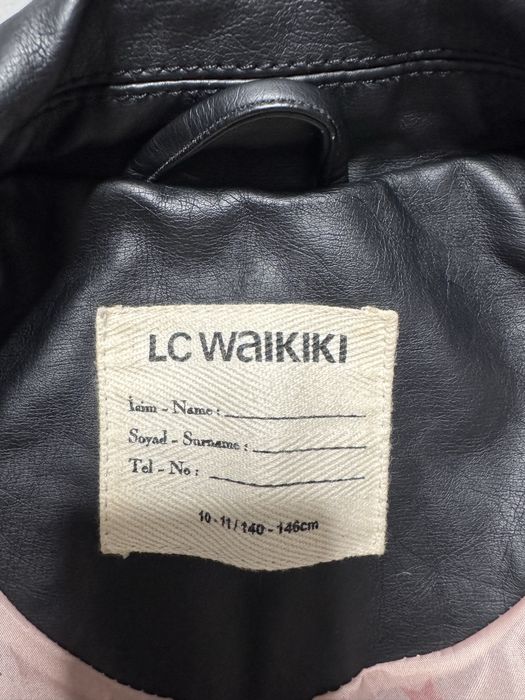 LC WAIKIKI
İsim - Name :
Soyad - Surname :
Tel - No :
10 - 11 / 140 - 146cm